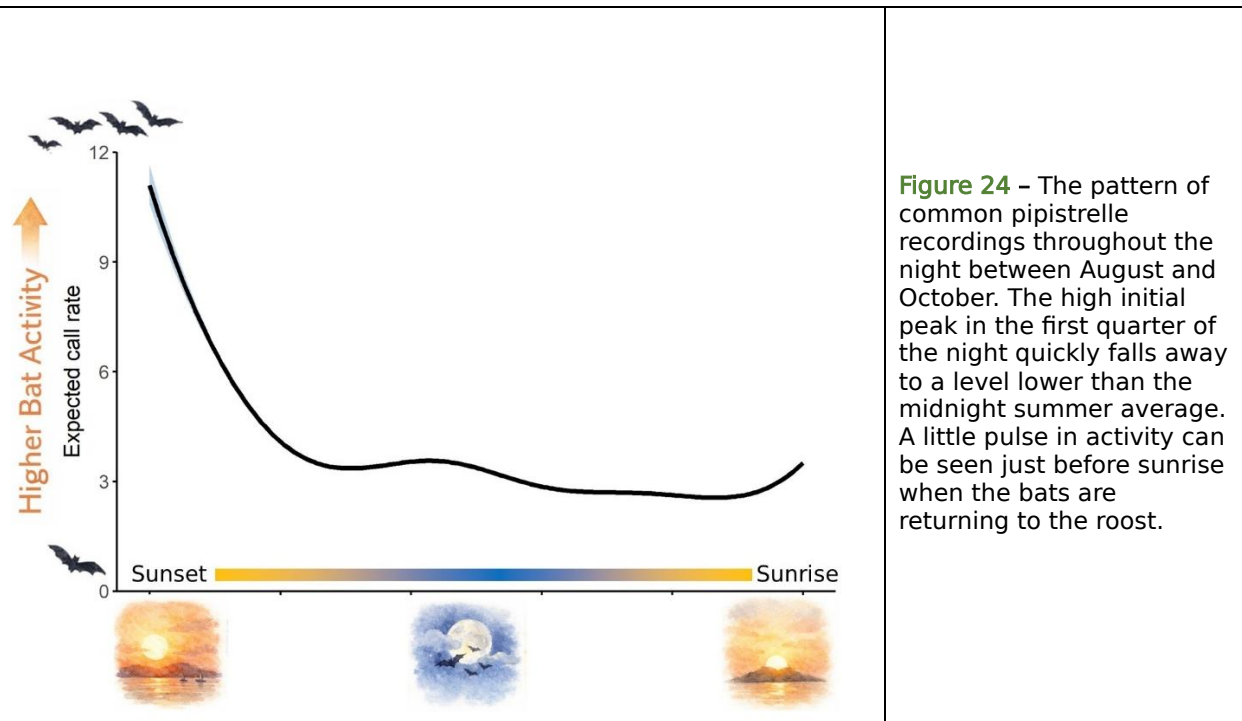 12
9
6
3
0
Higher Bat Activity
Expected call rate
Sunset
Sunrise
Figure 24 – The pattern of
common pipistrelle
recordings throughout the
night between August and
October. The high initial
peak in the first quarter of
the night quickly falls away
to a level lower than the
midnight summer average.
A little pulse in activity can
be seen just before sunrise
when the bats are
returning to the roost.